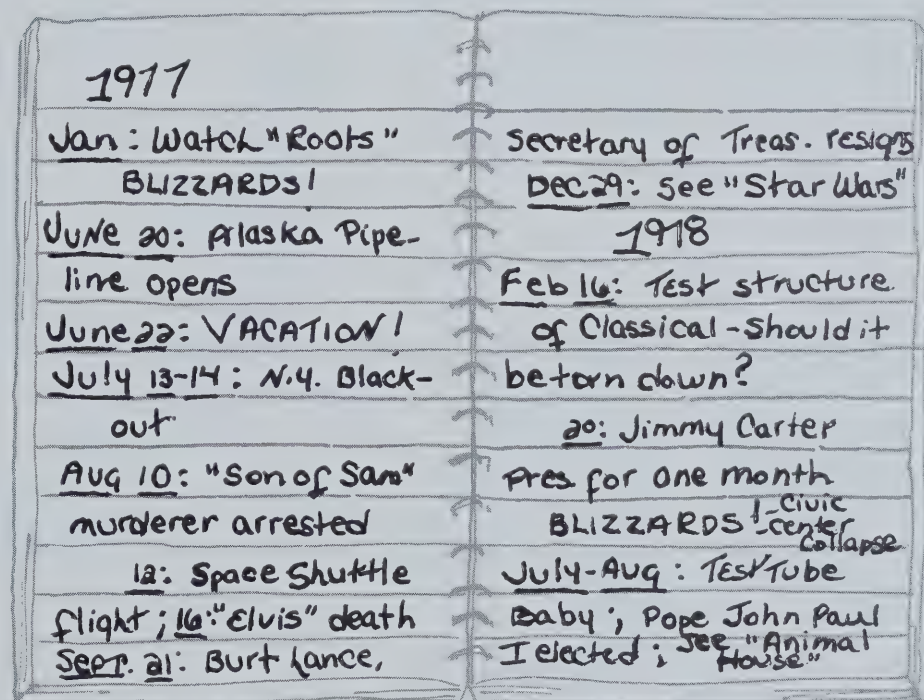 1977
Jan: Watch "Roots"
BLIZZARDS!
JUNE 20: Alaska Pipe-
line opens
June 22: VACATION!
July 13-14: N.Y. Black-
out
Aug 10: "Son of Sam"
murderer arrested
12: Space Shuttle
flight; 16: "Elvis" death
Sept. 21: Burt Lance,
Secretary of Treas. resigns
Dec 29: see "Star Wars"
1978
Feb 16: Test structure
of Classical - Should it
be torn down?
20: Jimmy Carter
pres. for one month
BLIZZARDS! - Civic
center
Collapse
July-Aug: Test Tube
Baby; Pope John Paul
I elected; see "Animal
House"